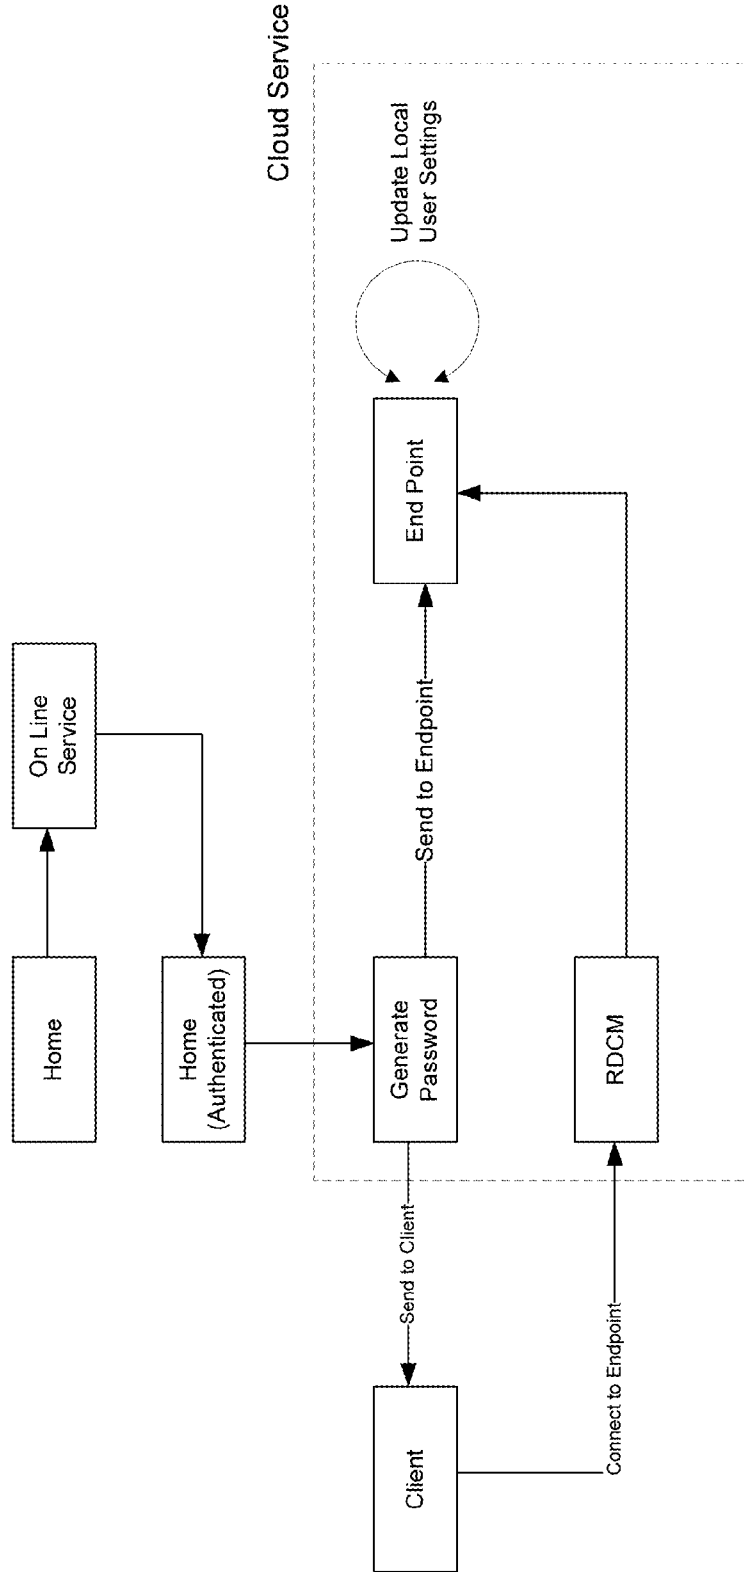 Home
On Line
Service
Home
(Authenticated)
Cloud Service
Generate
Password
Send to Endpoint
End Point
Update Local
User Settings
Send to Client
Client
Connect to Endpoint
RDCM